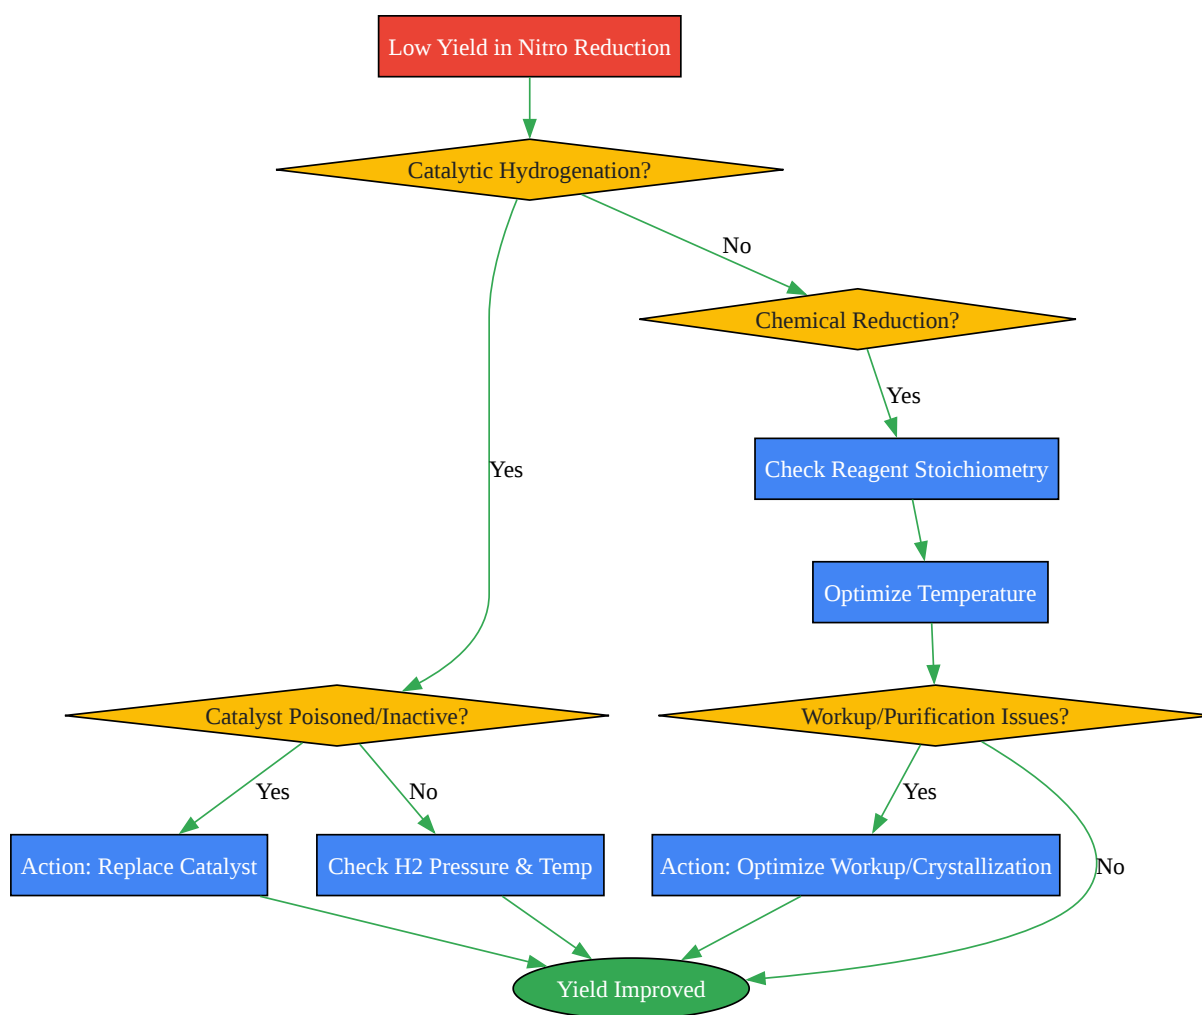 Low Yield in Nitro Reduction
Catalytic Hydrogenation?
No
Chemical Reduction?
Yes
Check Reagent Stoichiometry
Yes
Optimize Temperature
Catalyst Poisoned/Inactive?
Workup/Purification Issues?
Yes
No
Yes
Action: Replace Catalyst
Check H2 Pressure & Temp
Action: Optimize Workup/Crystallization
No
Yield Improved